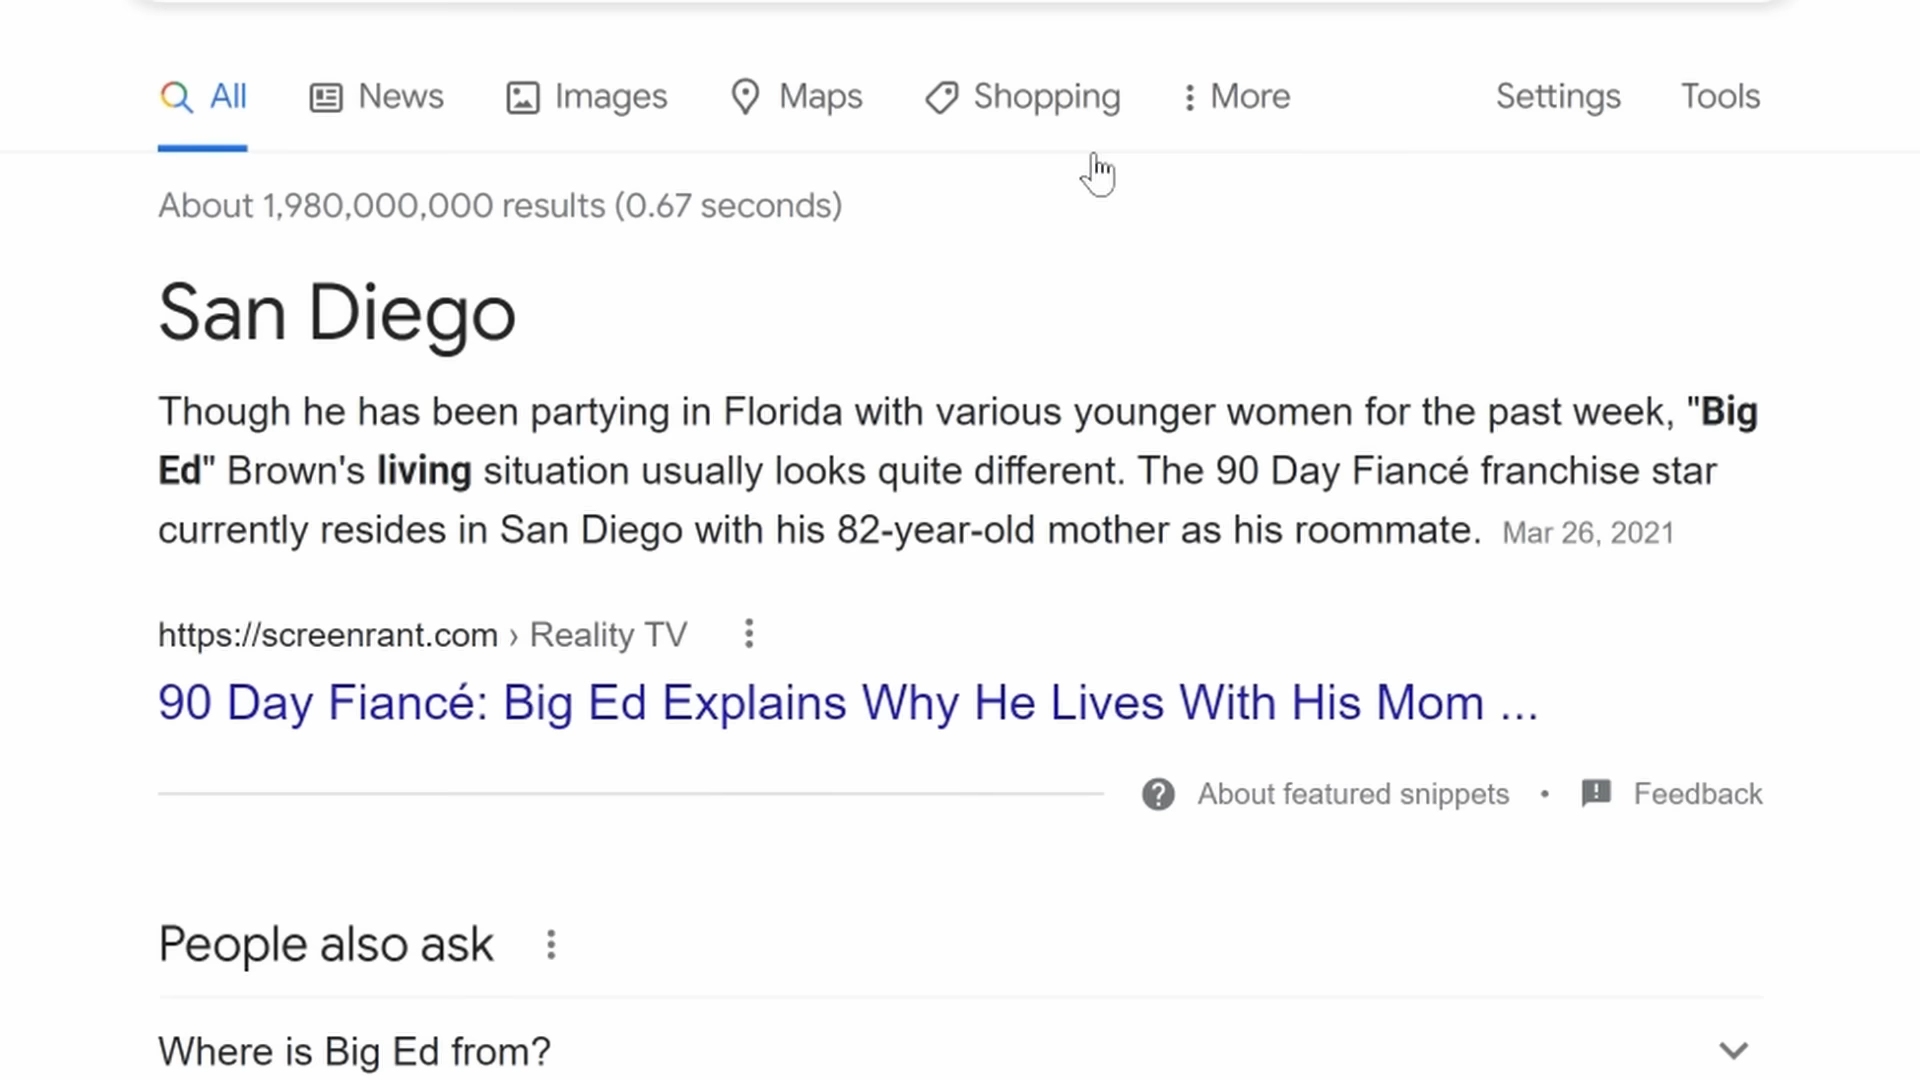 All News Images Maps Shopping More Settings Tools
About 1,980,000,000 results (0.67 seconds)
San Diego
Though he has been partying in Florida with various younger women for the past week, "Big
Ed" Brown's living situation usually looks quite different. The 90 Day Fiancé franchise star
currently resides in San Diego with his 82-year-old mother as his roommate. Mar 26, 2021
https://screenrant.com › Reality TV
90 Day Fiancé: Big Ed Explains Why He Lives With His Mom ...
About featured snippets • Feedback
People also ask
Where is Big Ed from?